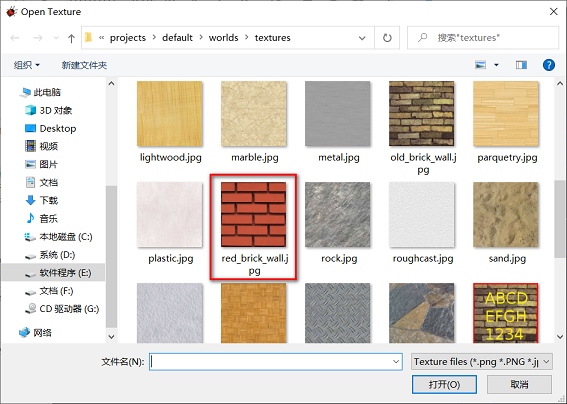 Open Texture
« projects › default › worlds › textures
搜索"textures"
组织
新建文件夹
此电脑
3D 对象
Desktop
视频
图片
文档
下载
音乐
本地磁盘 (C:)
系统 (D:)
软件程序 (E:)
文档 (F:)
CD 驱动器 (G:)
网络
lightwood.jpg
marble.jpg
metal.jpg
old_brick_wall.j
pg
parquetry.jpg
plastic.jpg
red_brick_wall.j
pg
rock.jpg
roughcast.jpg
sand.jpg
ABCD
EFGH
1234
文件名(N):
Texture files (*.png *.PNG *.jp
打开(O)
取消